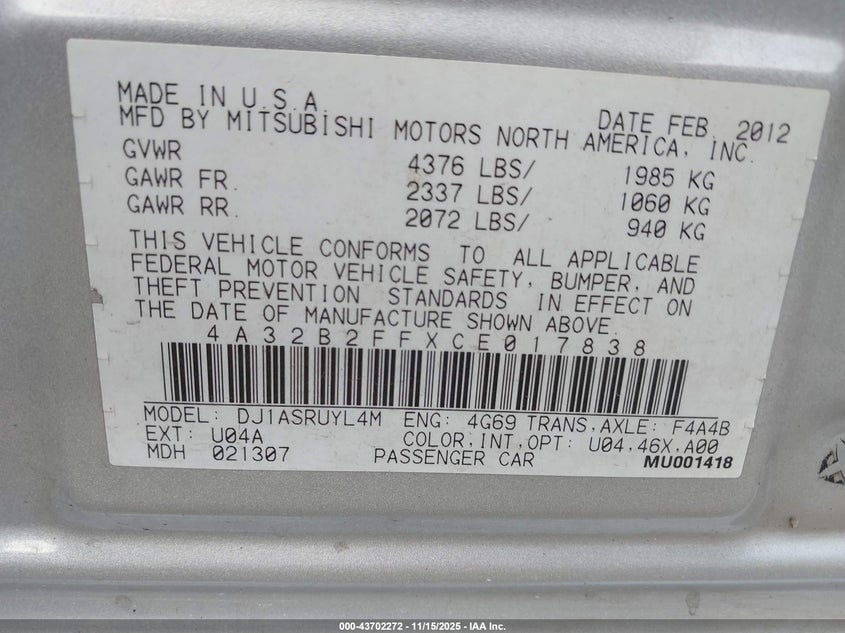 MADE IN U.S.A.
DATE FEB. 2012
MFD BY MITSUBISHI MOTORS NORTH AMERICA, INC.
GVWR 4376 LBS/ 1985 KG
GAWR FR. 2337 LBS/ 1060 KG
GAWR RR. 2072 LBS/ 940 KG
THIS VEHICLE CONFORMS TO ALL APPLICABLE
FEDERAL MOTOR VEHICLE SAFETY, BUMPER, AND
THEFT PREVENTION STANDARDS IN EFFECT ON
THE DATE OF MANUFACTURE SHOWN ABOVE.
4A32B2FFXCE017838
MODEL: DJ1ASRUYL4M ENG: 4G69 TRANS,AXLE: F4A4B
EXT: U04A COLOR,INT,OPT: U04,46X,A00
MDH 021307 PASSENGER CAR MU001418
000-43702272 - 11/15/2025 - IAA Inc.